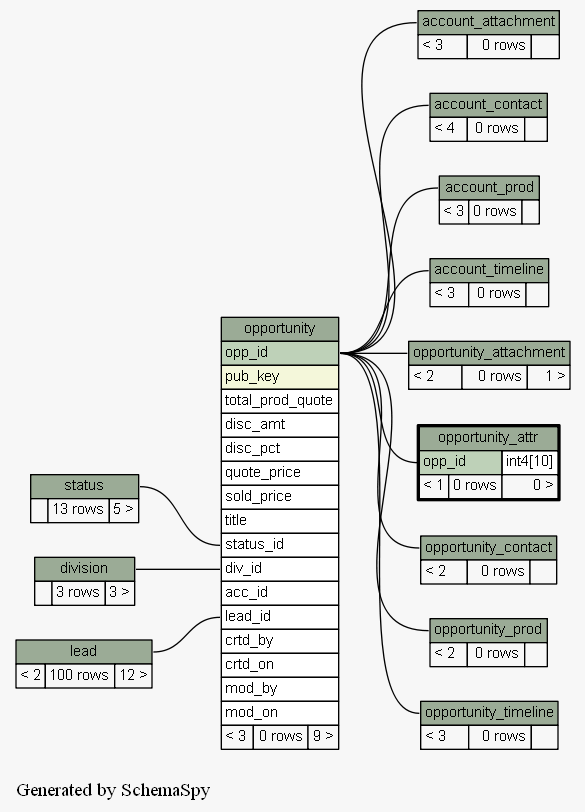 account_attachment
< 3 0 rows
account_contact
< 4 0 rows
account_prod
< 3 0 rows
account_timeline
< 3 0 rows
opportunity
opp_id
pub_key
total_prod_quote
disc_amt
disc_pct
quote_price
sold_price
title
status_id
div_id
acc_id
lead_id
crtd_by
crtd_on
mod_by
mod_on
< 3 0 rows 9 >
opportunity_attachment
< 2 0 rows 1 >
opportunity_attr
opp_id int4[10]
< 1 0 rows 0 >
status
13 rows 5 >
division
3 rows 3 >
lead
< 2 100 rows 12 >
opportunity_contact
< 2 0 rows
opportunity_prod
< 2 0 rows
opportunity_timeline
< 3 0 rows
Generated by SchemaSpy